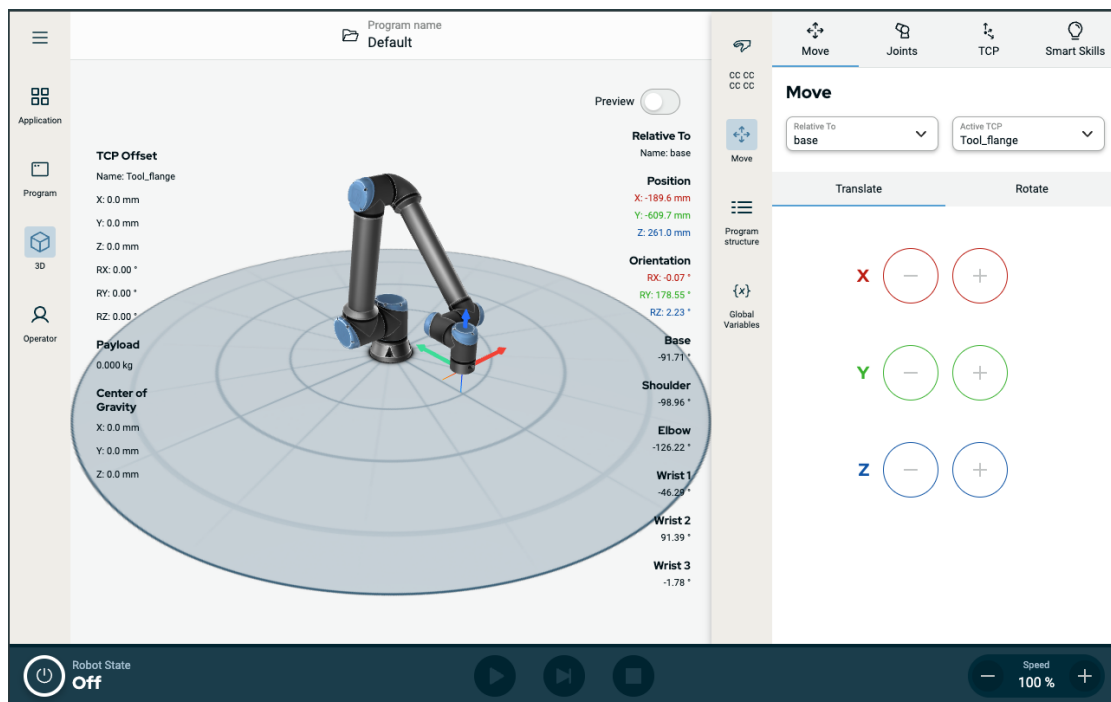 Program name
Default
Application
Program
3D
Operator
Preview
TCP Offset
Name: Tool_flange
X: 0.0 mm
Y: 0.0 mm
Z: 0.0 mm
RX: 0.00 °
RY: 0.00 °
RZ: 0.00 °
Payload
0.000 kg
Center of
Gravity
X: 0.0 mm
Y: 0.0 mm
Z: 0.0 mm
Relative To
Name: base
Position
X: -189.6 mm
Y: -609.7 mm
Z: 261.0 mm
Orientation
RX: -0.07 °
RY: 178.55 °
RZ: 2.23 °
Base
-91.71 °
Shoulder
-98.96 °
Elbow
-126.22 °
Wrist 1
-46.29 °
Wrist 2
91.39 °
Wrist 3
-1.78 °
CC CC
CC CC
Move
Program
structure
{x}
Global
Variables
Move
Joints
TCP
Smart Skills
Move
Relative To
base
Active TCP
Tool_flange
Translate
Rotate
X
Y
Z
Robot State
Off
Speed
100 %